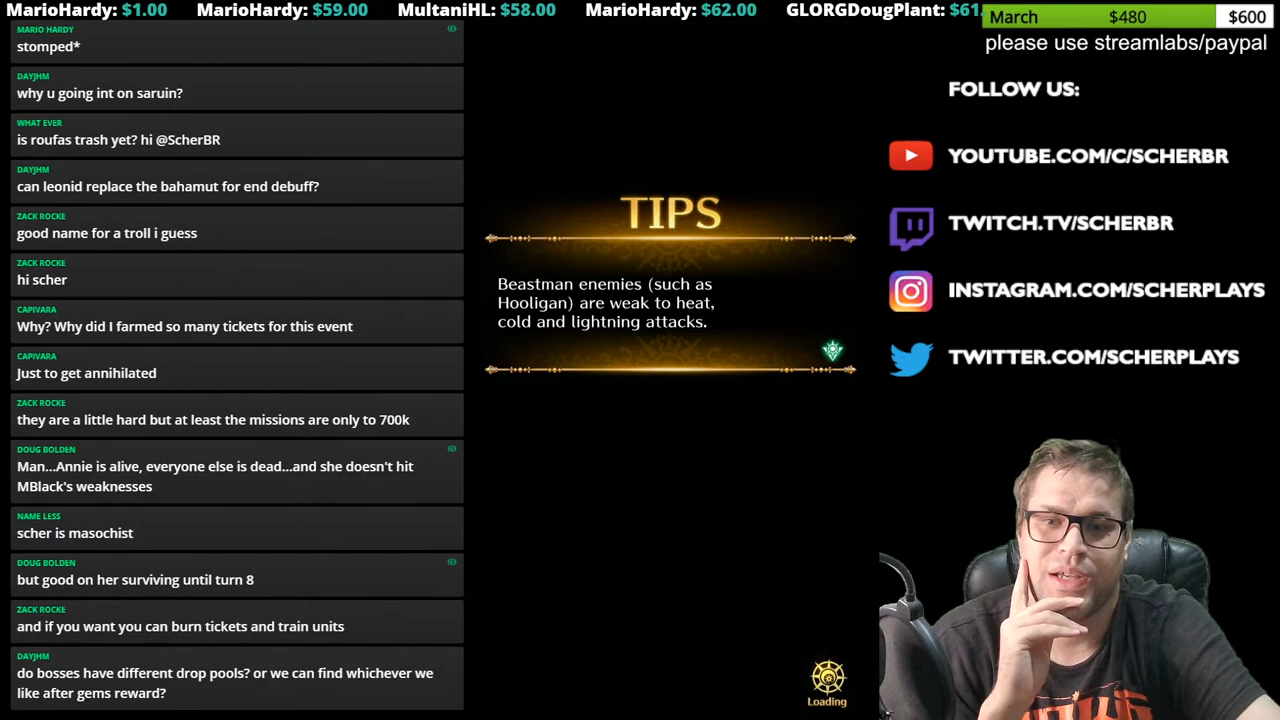 MarioHardy: $1.00 MarioHardy: $59.00 MultaniHL: $58.00 MarioHardy: $62.00 GLORGDougPlant: $61.
March $480 $600
please use streamlabs/paypal
MARIO HARDY
stomped*
DAYJHM
why u going int on saruin?
WHAT EVER
is roufas trash yet? hi @ScherBR
DAYJHM
can leonid replace the bahamut for end debuff?
ZACK ROCKE
good name for a troll i guess
ZACK ROCKE
hi scher
CAPIVARA
Why? Why did I farmed so many tickets for this event
CAPIVARA
Just to get annihilated
ZACK ROCKE
they are a little hard but at least the missions are only to 700k
DOUG BOLDEN
Man...Annie is alive, everyone else is dead...and she doesn't hit
MBlack's weaknesses
NAME LESS
scher is masochist
DOUG BOLDEN
but good on her surviving until turn 8
ZACK ROCKE
and if you want you can burn tickets and train units
DAYJHM
do bosses have different drop pools? or we can find whichever we
like after gems reward?
TIPS
Beastman enemies (such as
Hooligan) are weak to heat,
cold and lightning attacks.
Loading
FOLLOW US:
YOUTUBE.COM/C/SCHERBR
TWITCH.TV/SCHERBR
INSTAGRAM.COM/SCHERPLAYS
TWITTER.COM/SCHERPLAYS